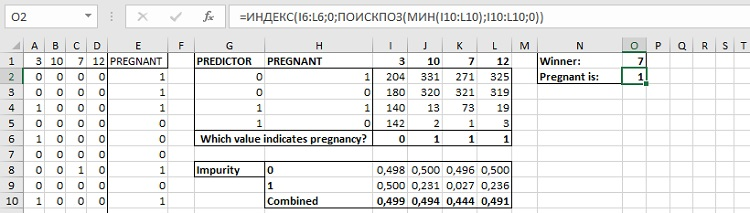 O2 =ИНДЕКС(I6:L6;0;ПОИСКПОЗ(МИН(I10:L10);I10:L10;0))
A B C D E F G H I J K L M N O P Q R S T
1 3 10 7 12 PREGNANT PREDICTOR PREGNANT 3 10 7 12 Winner: 7
2 0 0 0 0 1 0 1 204 331 271 325 Pregnant is: 1
3 0 0 0 0 1 0 0 180 320 321 319
4 1 0 0 0 1 1 1 140 13 73 19
5 0 0 0 0 0 1 0 142 2 1 3
6 1 0 0 0 0 Which value indicates pregnancy? 0 1 1 1
7 0 0 0 0 0
8 0 0 1 0 1 Impurity 0 0,498 0,500 0,496 0,500
9 0 0 0 0 0 1 0,500 0,231 0,027 0,236
10 1 0 0 0 1 Combined 0,499 0,494 0,444 0,491